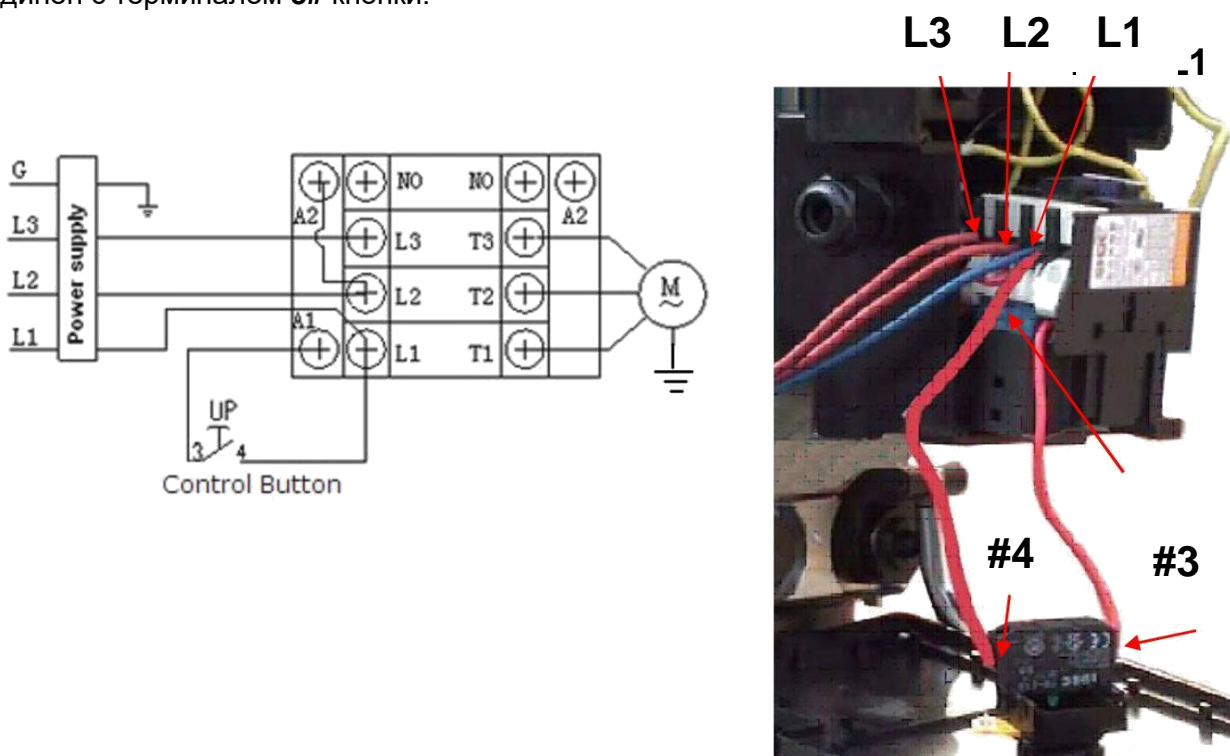 динен с терминалом 3# кнопки.
L3 L2 L1
-1
G
L3
L2
L1
Power supply
A2 NO NO A2
L3 T3
L2 T2
A1 L1 T1
M
~
UP
3 4
Control Button
#4 #3